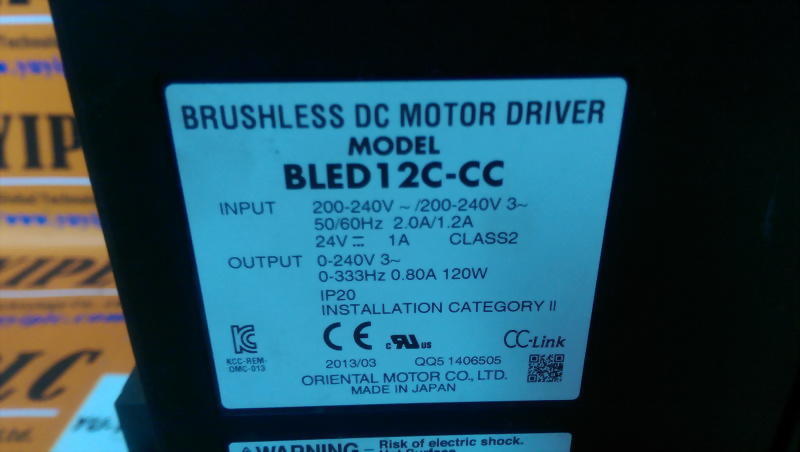 BRUSHLESS DC MOTOR DRIVER
MODEL
BLED12C-CC
INPUT 200-240V ~ /200-240V 3~
50/60Hz 2.0A/1.2A
24V ⎓ 1A CLASS2
OUTPUT 0-240V 3~
0-333Hz 0.80A 120W
IP20
INSTALLATION CATEGORY II
KCC-REM-
OMC-013
CE c RU US CC-Link
2013/03 QQ5 1406505
ORIENTAL MOTOR CO., LTD.
MADE IN JAPAN
WARNING – Risk of electric shock.